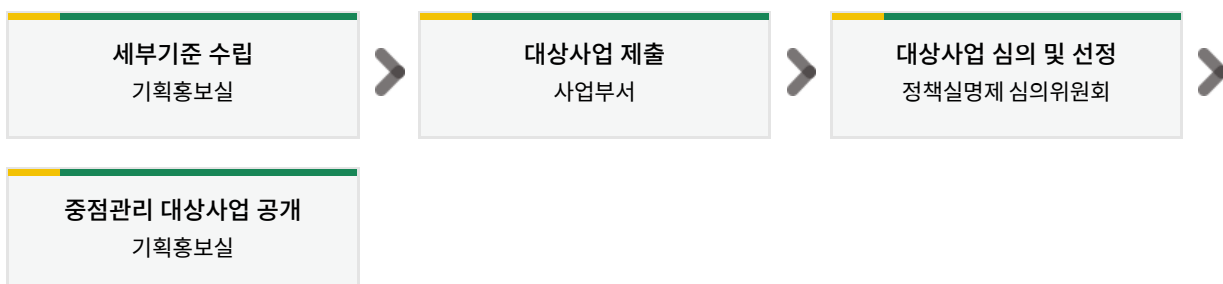 세부기준 수립
기획홍보실
대상사업 제출
사업부서
대상사업 심의 및 선정
정책실명제 심의위원회
중점관리 대상사업 공개
기획홍보실